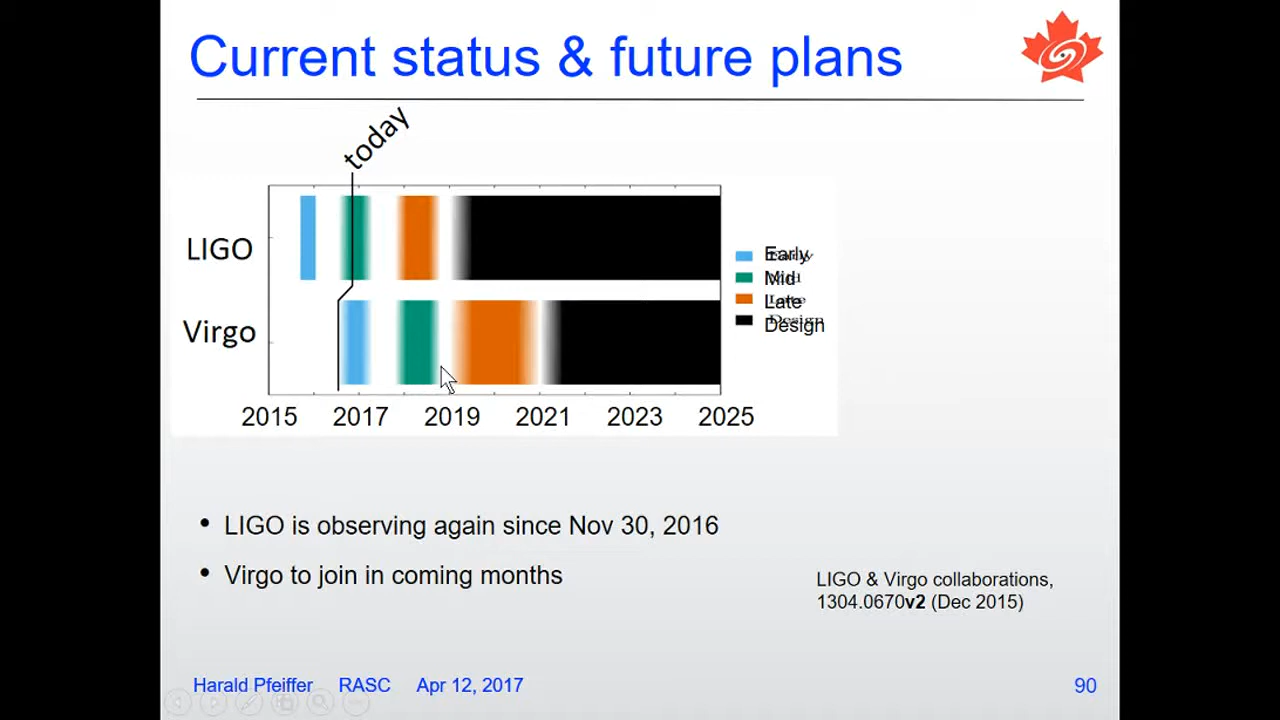 Current status & future plans
today
LIGO
Virgo
Early
Mid
Late
Design
2015 2017 2019 2021 2023 2025
• LIGO is observing again since Nov 30, 2016
• Virgo to join in coming months
LIGO & Virgo collaborations,
1304.0670v2 (Dec 2015)
Harald Pfeiffer RASC Apr 12, 2017 90